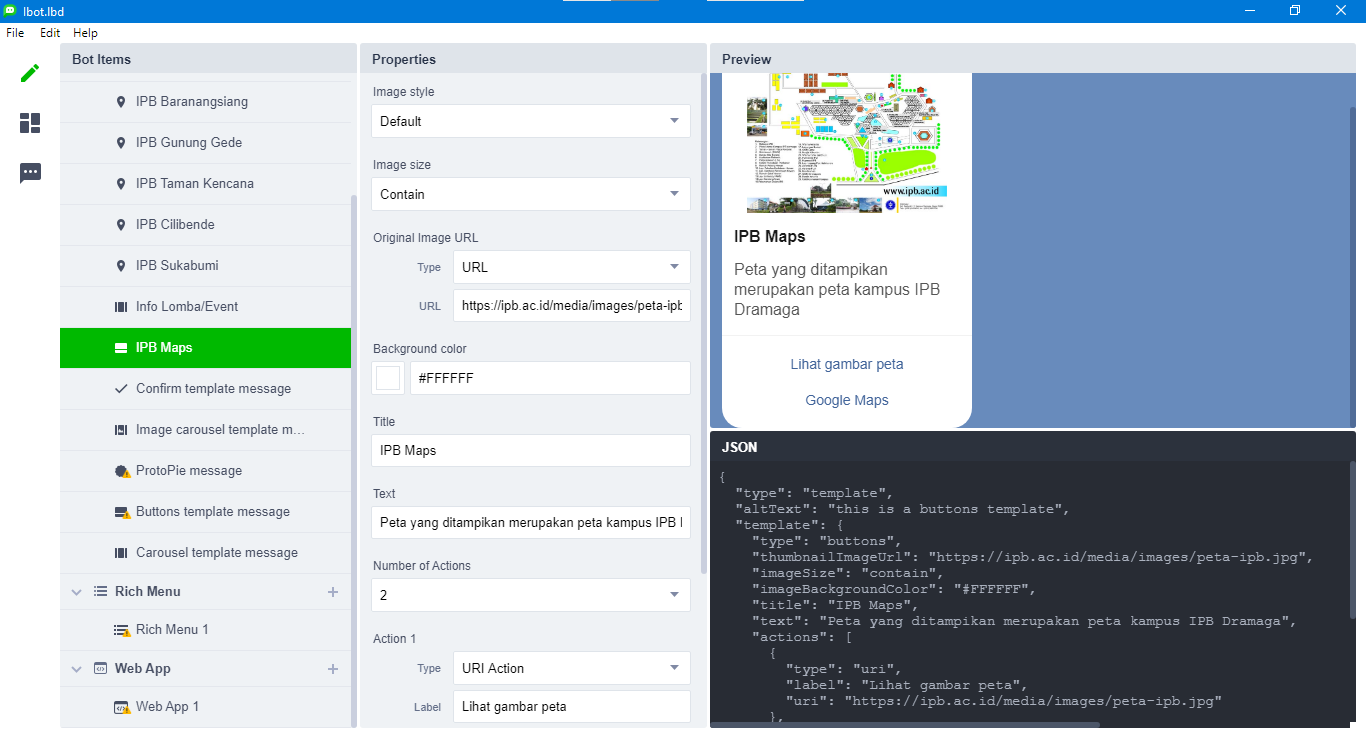 Ibot.lbd
File Edit Help
Bot Items
IPB Baranangsiang
IPB Gunung Gede
IPB Taman Kencana
IPB Cilibende
IPB Sukabumi
Info Lomba/Event
IPB Maps
Confirm template message
Image carousel template m...
ProtoPie message
Buttons template message
Carousel template message
Rich Menu
Rich Menu 1
Web App
Web App 1
Properties
Image style
Default
Image size
Contain
Original Image URL
Type URL
URL https://ipb.ac.id/media/images/peta-ipb
Background color
#FFFFFF
Title
IPB Maps
Text
Peta yang ditampikan merupakan peta kampus IPB
Number of Actions
2
Action 1
Type URI Action
Label Lihat gambar peta
Preview
www.ipb.ac.id
IPB Maps
Peta yang ditampikan
merupakan peta kampus IPB
Dramaga
Lihat gambar peta
Google Maps
JSON
{
"type": "template",
"altText": "this is a buttons template",
"template": {
"type": "buttons",
"thumbnailImageUrl": "https://ipb.ac.id/media/images/peta-ipb.jpg",
"imageSize": "contain",
"imageBackgroundColor": "#FFFFFF",
"title": "IPB Maps",
"text": "Peta yang ditampikan merupakan peta kampus IPB Dramaga",
"actions": [
{
"type": "uri",
"label": "Lihat gambar peta",
"uri": "https://ipb.ac.id/media/images/peta-ipb.jpg"
},